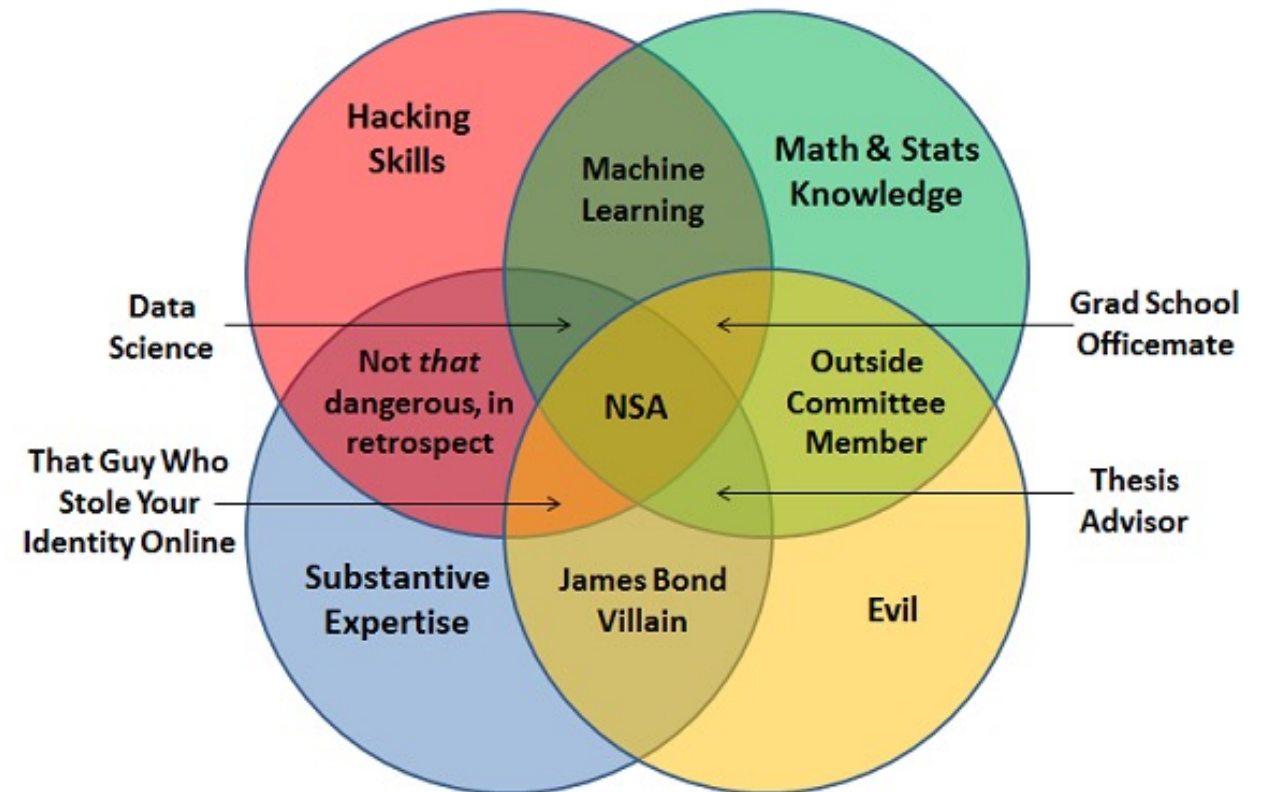 Hacking
Skills
Math & Stats
Knowledge
Machine
Learning
Data
Science
Grad School
Officemate
Not that
dangerous, in
retrospect
NSA
Outside
Committee
Member
That Guy Who
Stole Your
Identity Online
Thesis
Advisor
Substantive
Expertise
James Bond
Villain
Evil